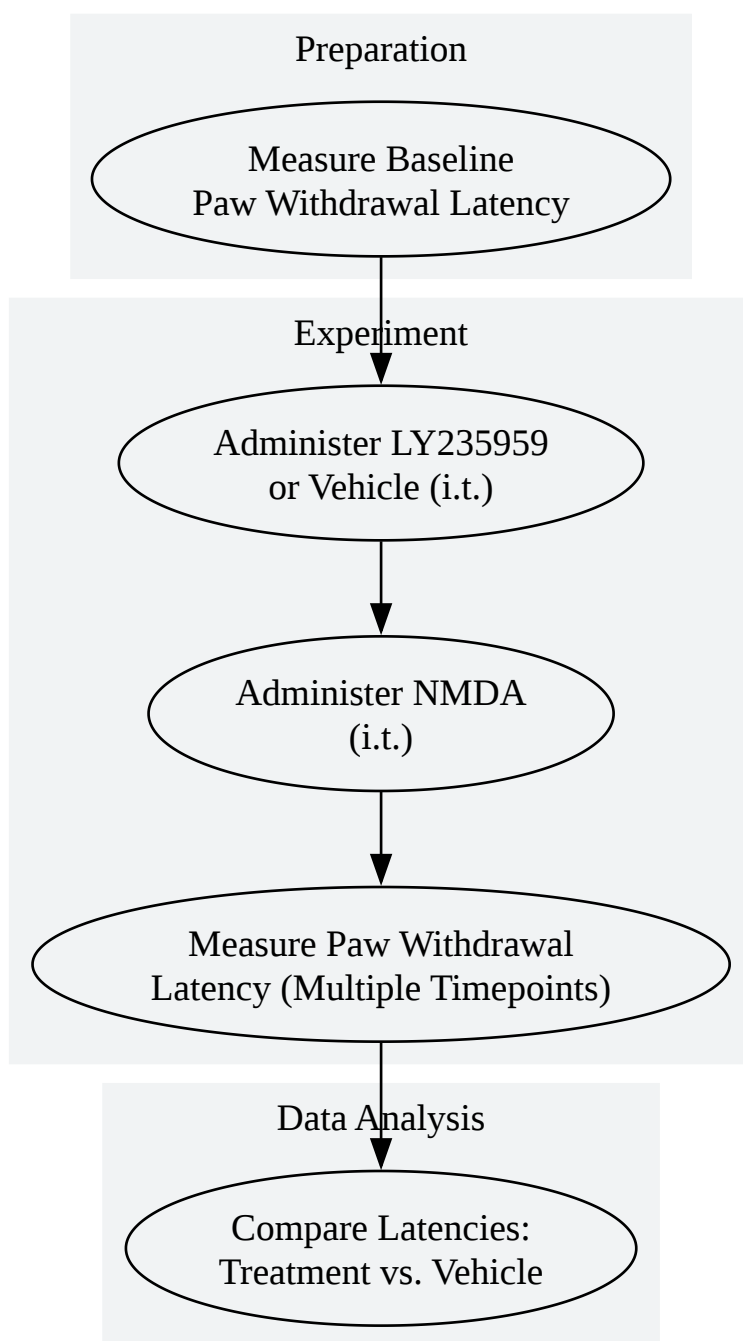 Preparation
Measure Baseline
Paw Withdrawal Latency
Experiment
Administer LY235959
or Vehicle (i.t.)
Administer NMDA
(i.t.)
Measure Paw Withdrawal
Latency (Multiple Timepoints)
Data Analysis
Compare Latencies:
Treatment vs. Vehicle